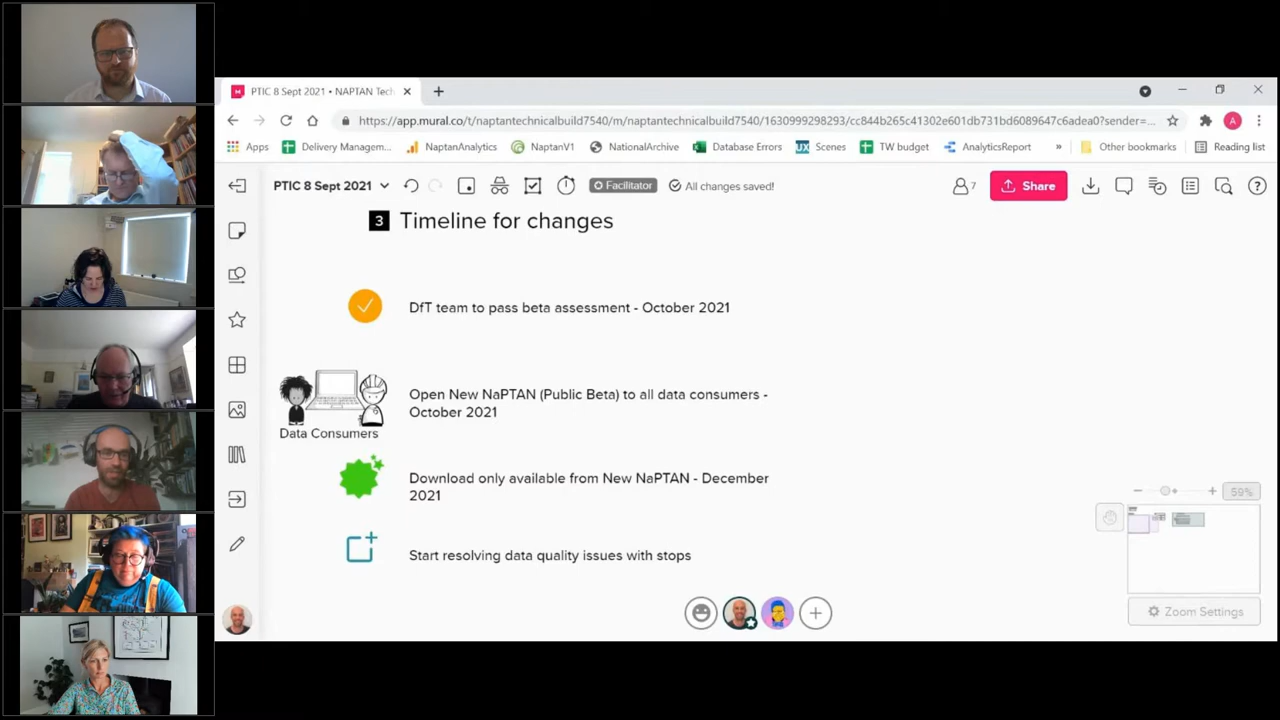 PTIC 8 Sept 2021 • NAPTAN Tech
https://app.mural.co/t/naptantechnicalbuild7540/m/naptantechnicalbuild7540/1630999298293/cc844b265c41302e601db731bd6089647c6adea0?sender=...
A
Apps
Delivery Managem...
NaptanAnalytics
NaptanV1
NationalArchive
Database Errors
UX Scenes
TW budget
AnalyticsReport
»
Other bookmarks
Reading list
PTIC 8 Sept 2021
Facilitator
All changes saved!
7
Share
3 Timeline for changes
DfT team to pass beta assessment - October 2021
Open New NaPTAN (Public Beta) to all data consumers -
October 2021
Data Consumers
Download only available from New NaPTAN - December
2021
Start resolving data quality issues with stops
59%
Zoom Settings